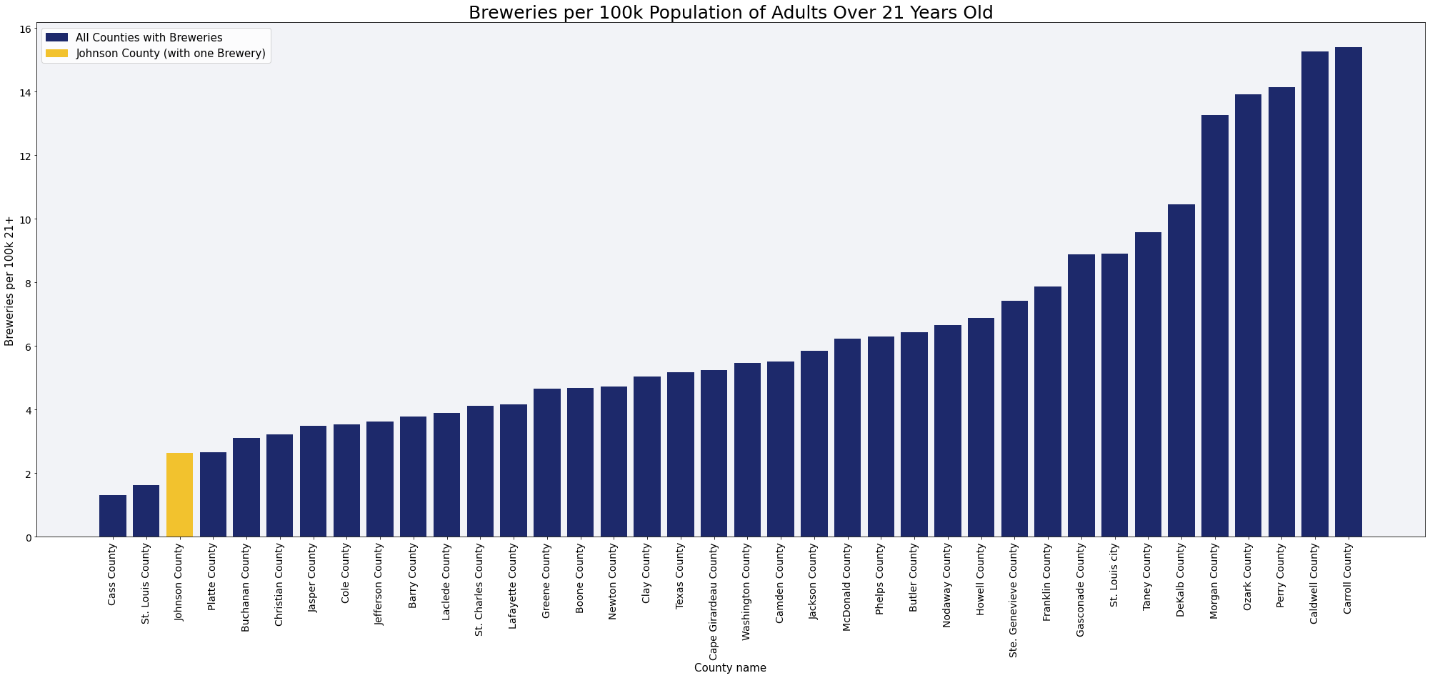 Breweries per 100k Population of Adults Over 21 Years Old
All Counties with Breweries
Johnson County (with one Brewery)
Breweries per 100k 21+
16
14
12
10
8
6
4
2
0
Cass County
St. Louis County
Johnson County
Platte County
Buchanan County
Christian County
Jasper County
Cole County
Jefferson County
Barry County
Laclede County
St. Charles County
Lafayette County
Greene County
Boone County
Newton County
Clay County
Texas County
Cape Girardeau County
Washington County
Camden County
Jackson County
McDonald County
Phelps County
Butler County
Nodaway County
Howell County
Ste. Genevieve County
Franklin County
Gasconade County
St. Louis city
Taney County
DeKalb County
Morgan County
Ozark County
Perry County
Caldwell County
Carroll County
County name